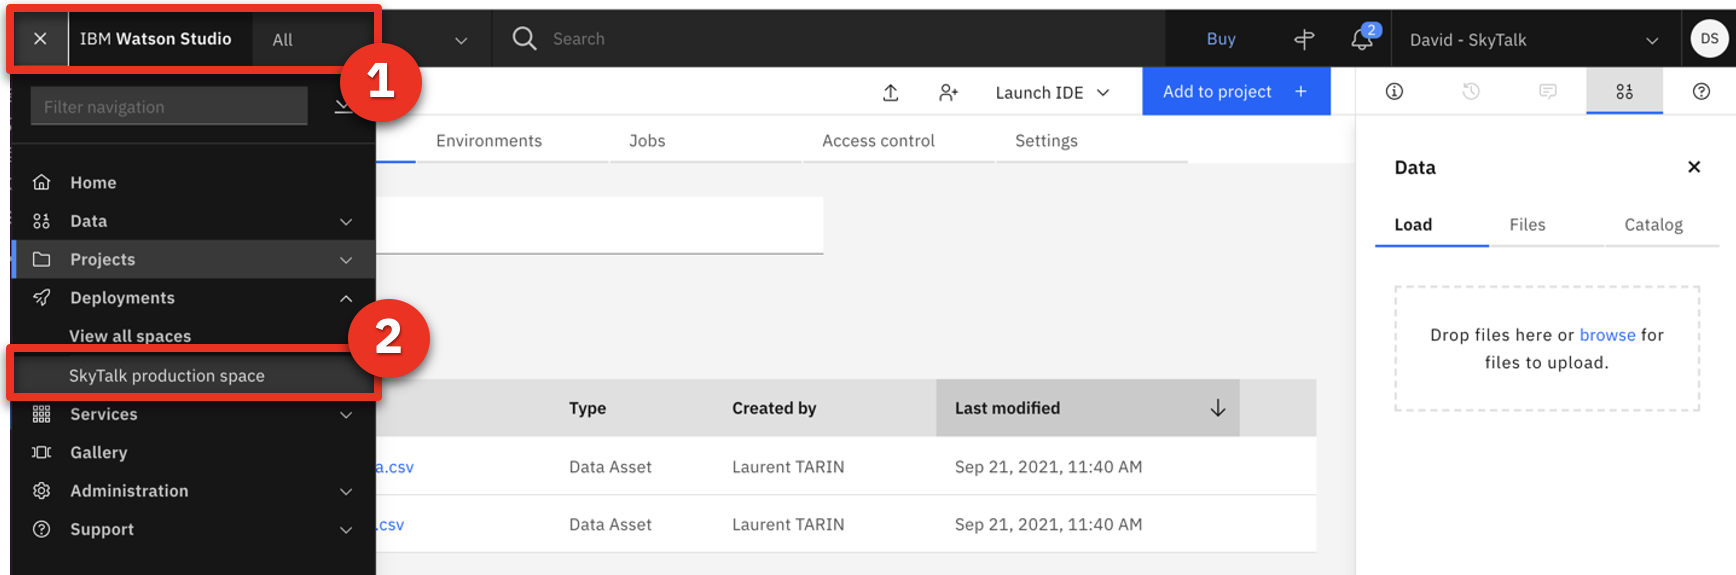 IBM Watson Studio
All
Search
Buy
2
David - SkyTalk
DS
1
Filter navigation
Launch IDE
Add to project +
Environments
Jobs
Access control
Settings
Home
Data
Projects
Deployments
View all spaces
2
SkyTalk production space
Services
Gallery
Administration
Support
Type
Created by
Last modified
a.csv
Data Asset
Laurent TARIN
Sep 21, 2021, 11:40 AM
.csv
Data Asset
Laurent TARIN
Sep 21, 2021, 11:40 AM
Data
Load
Files
Catalog
Drop files here or browse for
files to upload.